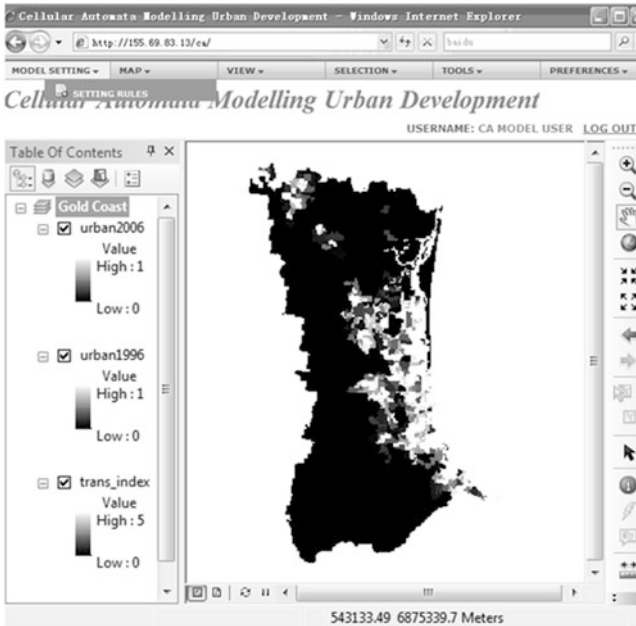 Cellular Automata Modelling Urban Development - Windows Internet Explorer
http://155.69.83.13/ca/
baidu
MODEL SETTING MAP VIEW SELECTION TOOLS PREFERENCES
SETTING RULES
Cellular Automata Modelling Urban Development
USERNAME: CA MODEL USER LOG OUT
Table Of Contents
Gold Coast
urban2006
Value
High : 1
Low : 0
urban1996
Value
High : 1
Low : 0
trans_index
Value
High : 5
Low : 0
543133.49 6875339.7 Meters